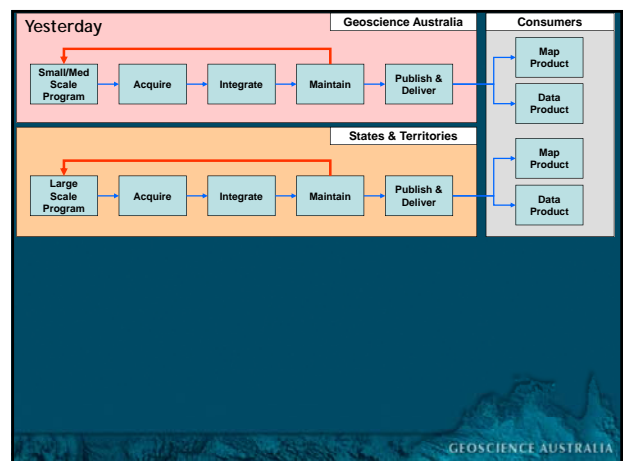 Yesterday
Geoscience Australia
Consumers
Small/Med
Scale
Program
Acquire
Integrate
Maintain
Publish &
Deliver
Map
Product
Data
Product
States & Territories
Large
Scale
Program
Acquire
Integrate
Maintain
Publish &
Deliver
Map
Product
Data
Product
GEOSCIENCE AUSTRALIA